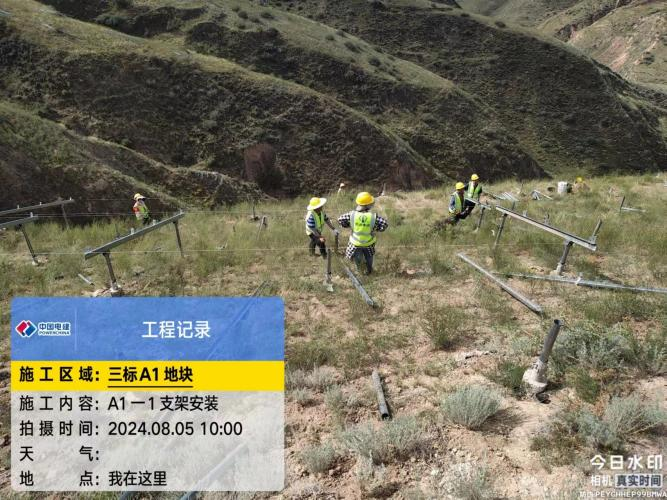 中国电建
POWERCHINA
工程记录
施工区域：三标A1地块
施工内容：A1一1支架安装
拍摄时间：2024.08.05 10:00
天气：
地点：我在这里
今日水印
相机 真实时间